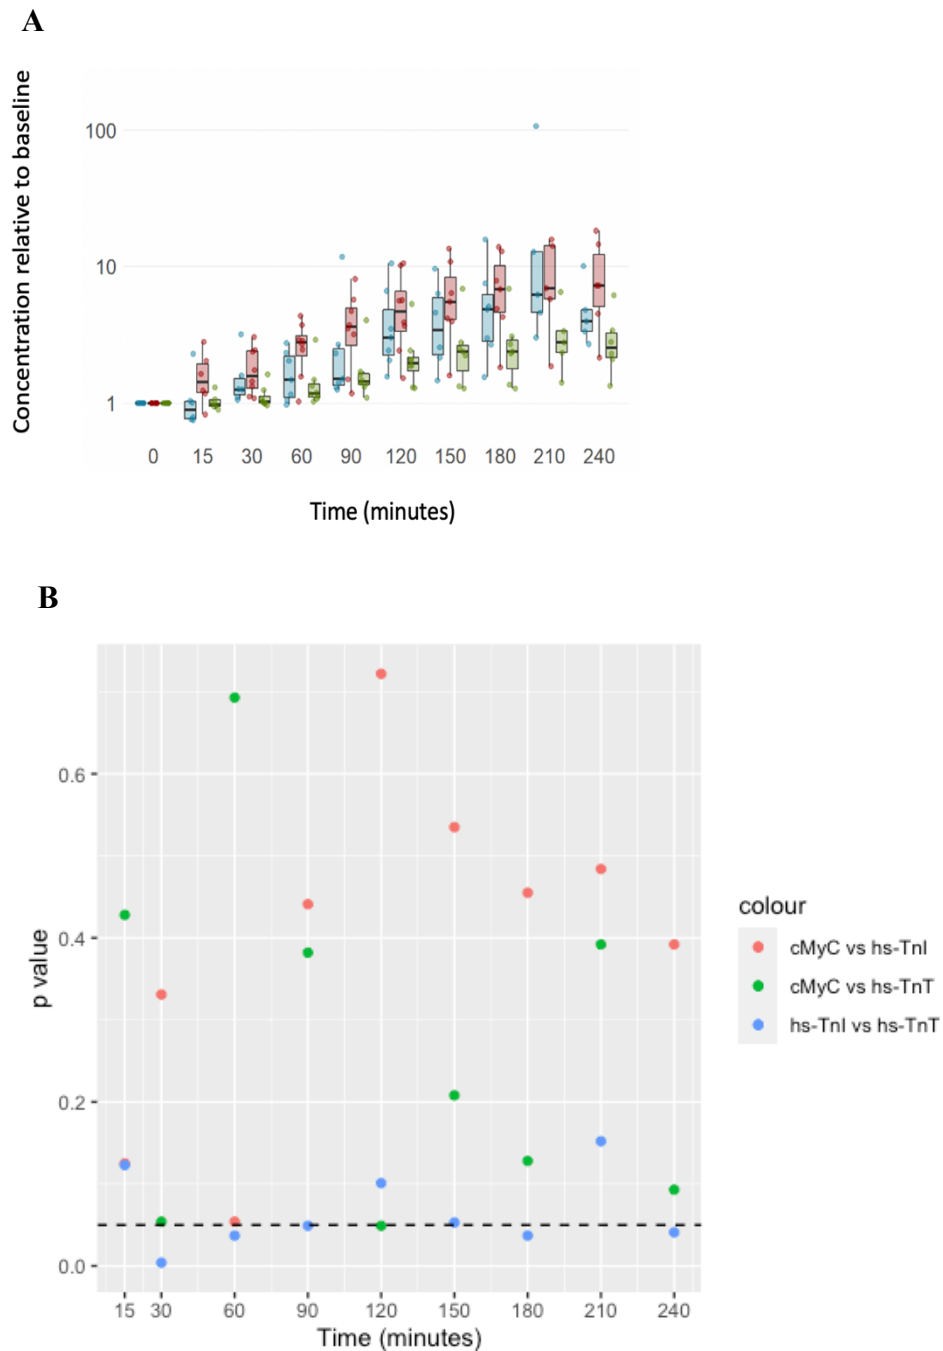 A
Concentration relative to baseline
100
10
1
0 15 30 60 90 120 150 180 210 240
Time (minutes)
B
p value
0.6
0.4
0.2
0.0
15 30 60 90 120 150 180 210 240
Time (minutes)
colour
cMyC vs hs-TnI
cMyC vs hs-TnT
hs-TnI vs hs-TnT